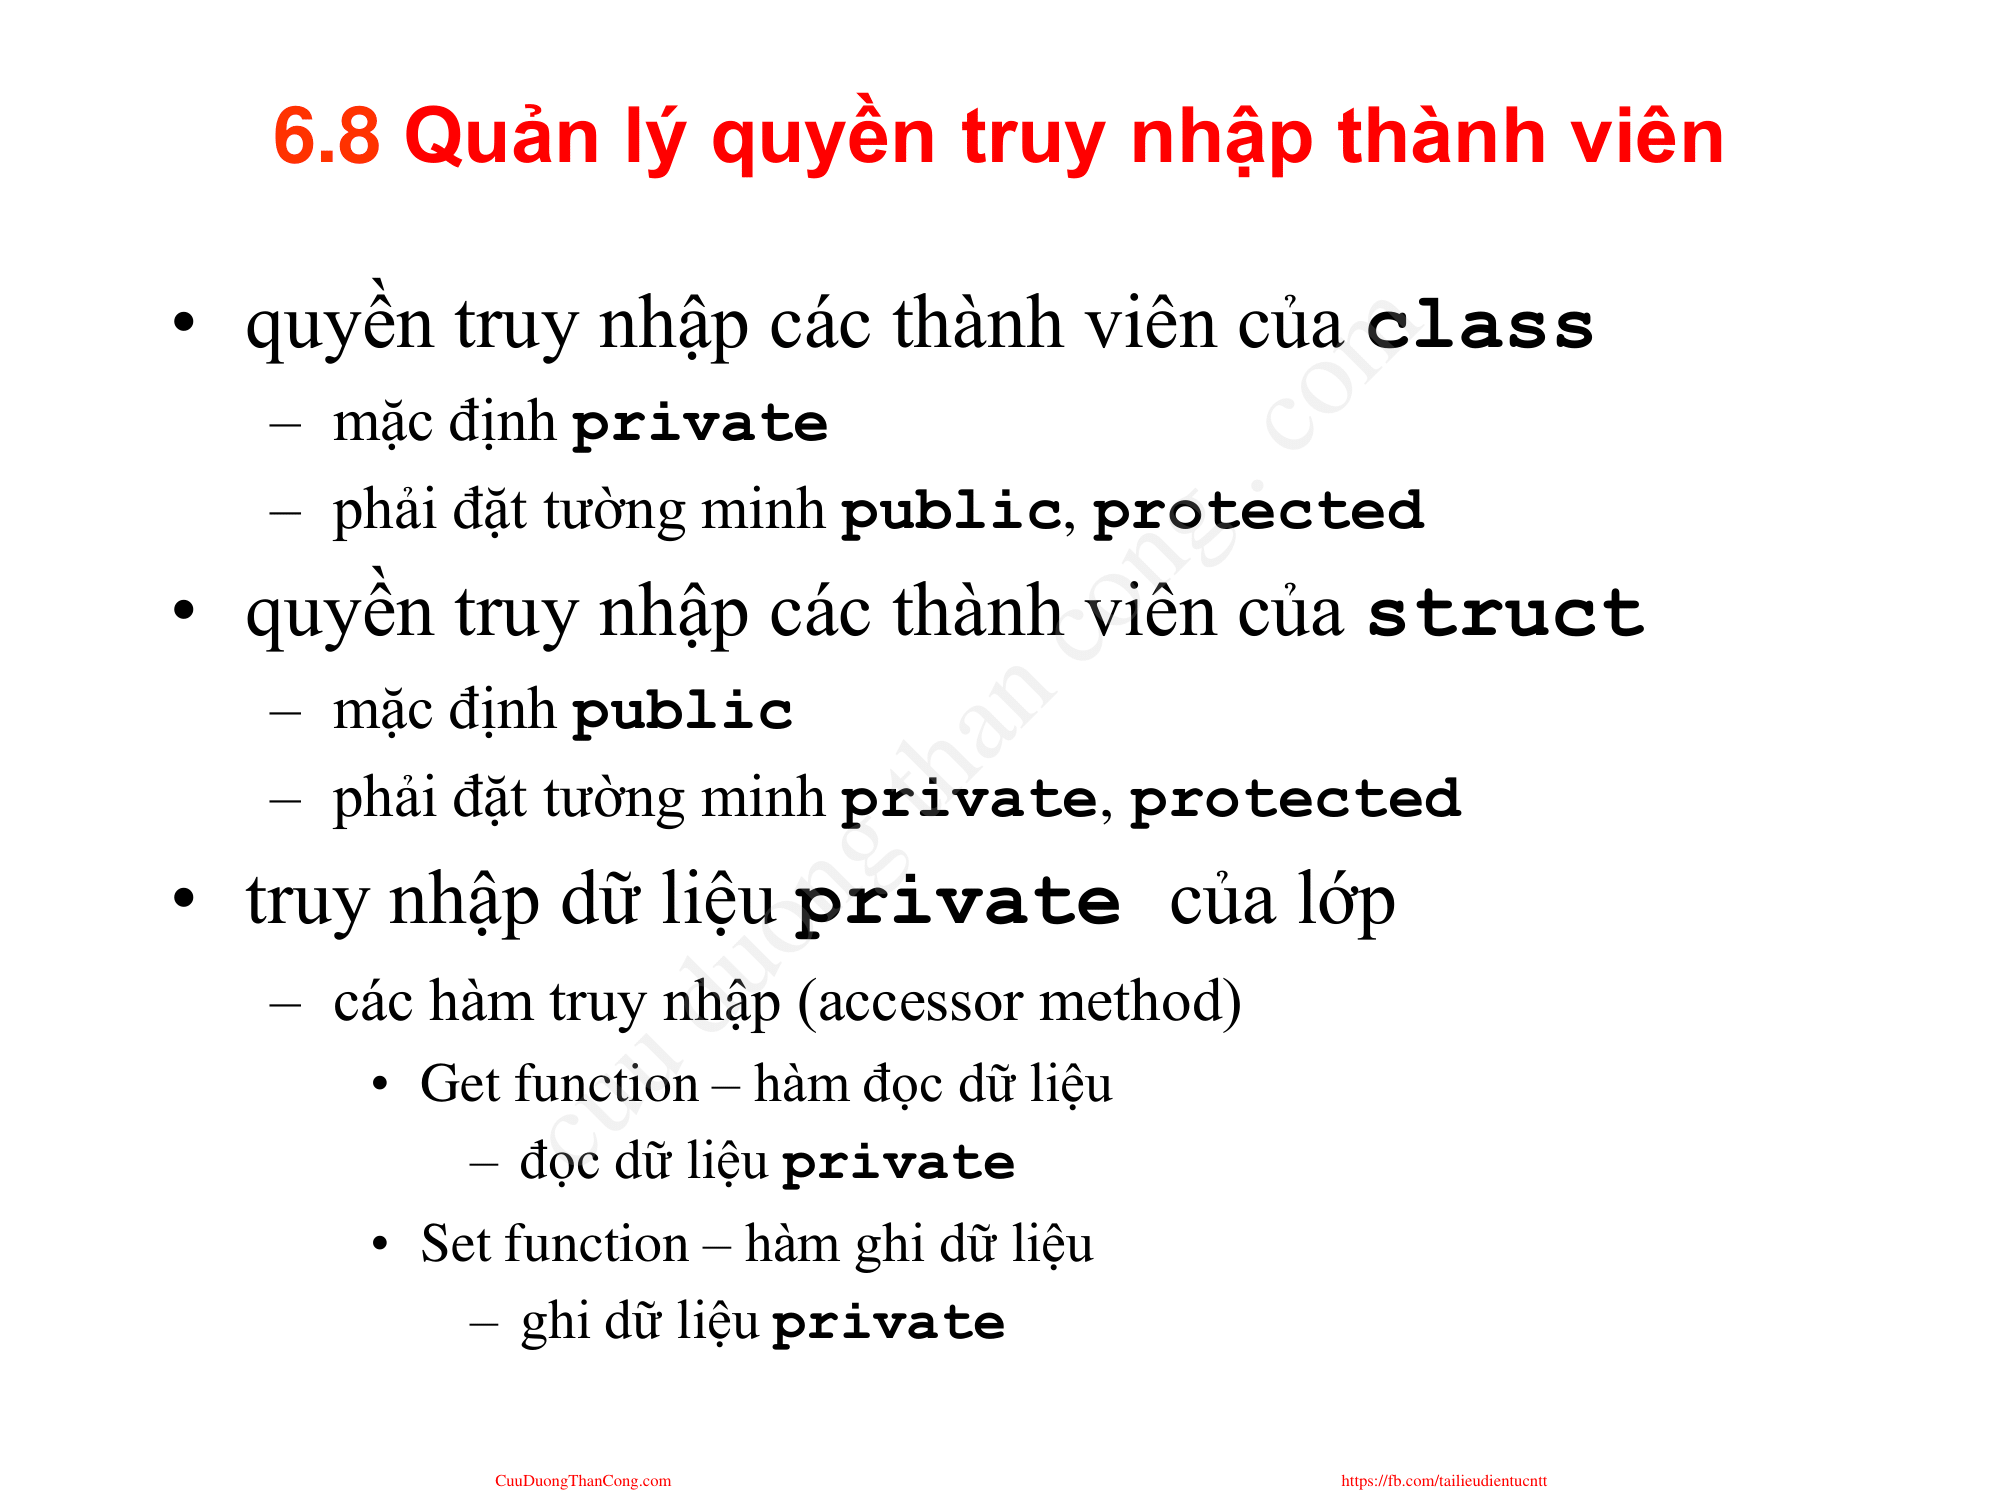 6.8 Quản lý quyền truy nhập thành viên
• quyền truy nhập các thành viên của class
– mặc định private
– phải đặt tường minh public, protected
• quyền truy nhập các thành viên của struct
– mặc định public
– phải đặt tường minh private, protected
• truy nhập dữ liệu private của lớp
– các hàm truy nhập (accessor method)
• Get function – hàm đọc dữ liệu
– đọc dữ liệu private
• Set function – hàm ghi dữ liệu
– ghi dữ liệu private
cuu duong than cong . com
CuuDuongThanCong.com
https://fb.com/tailieudientucntt